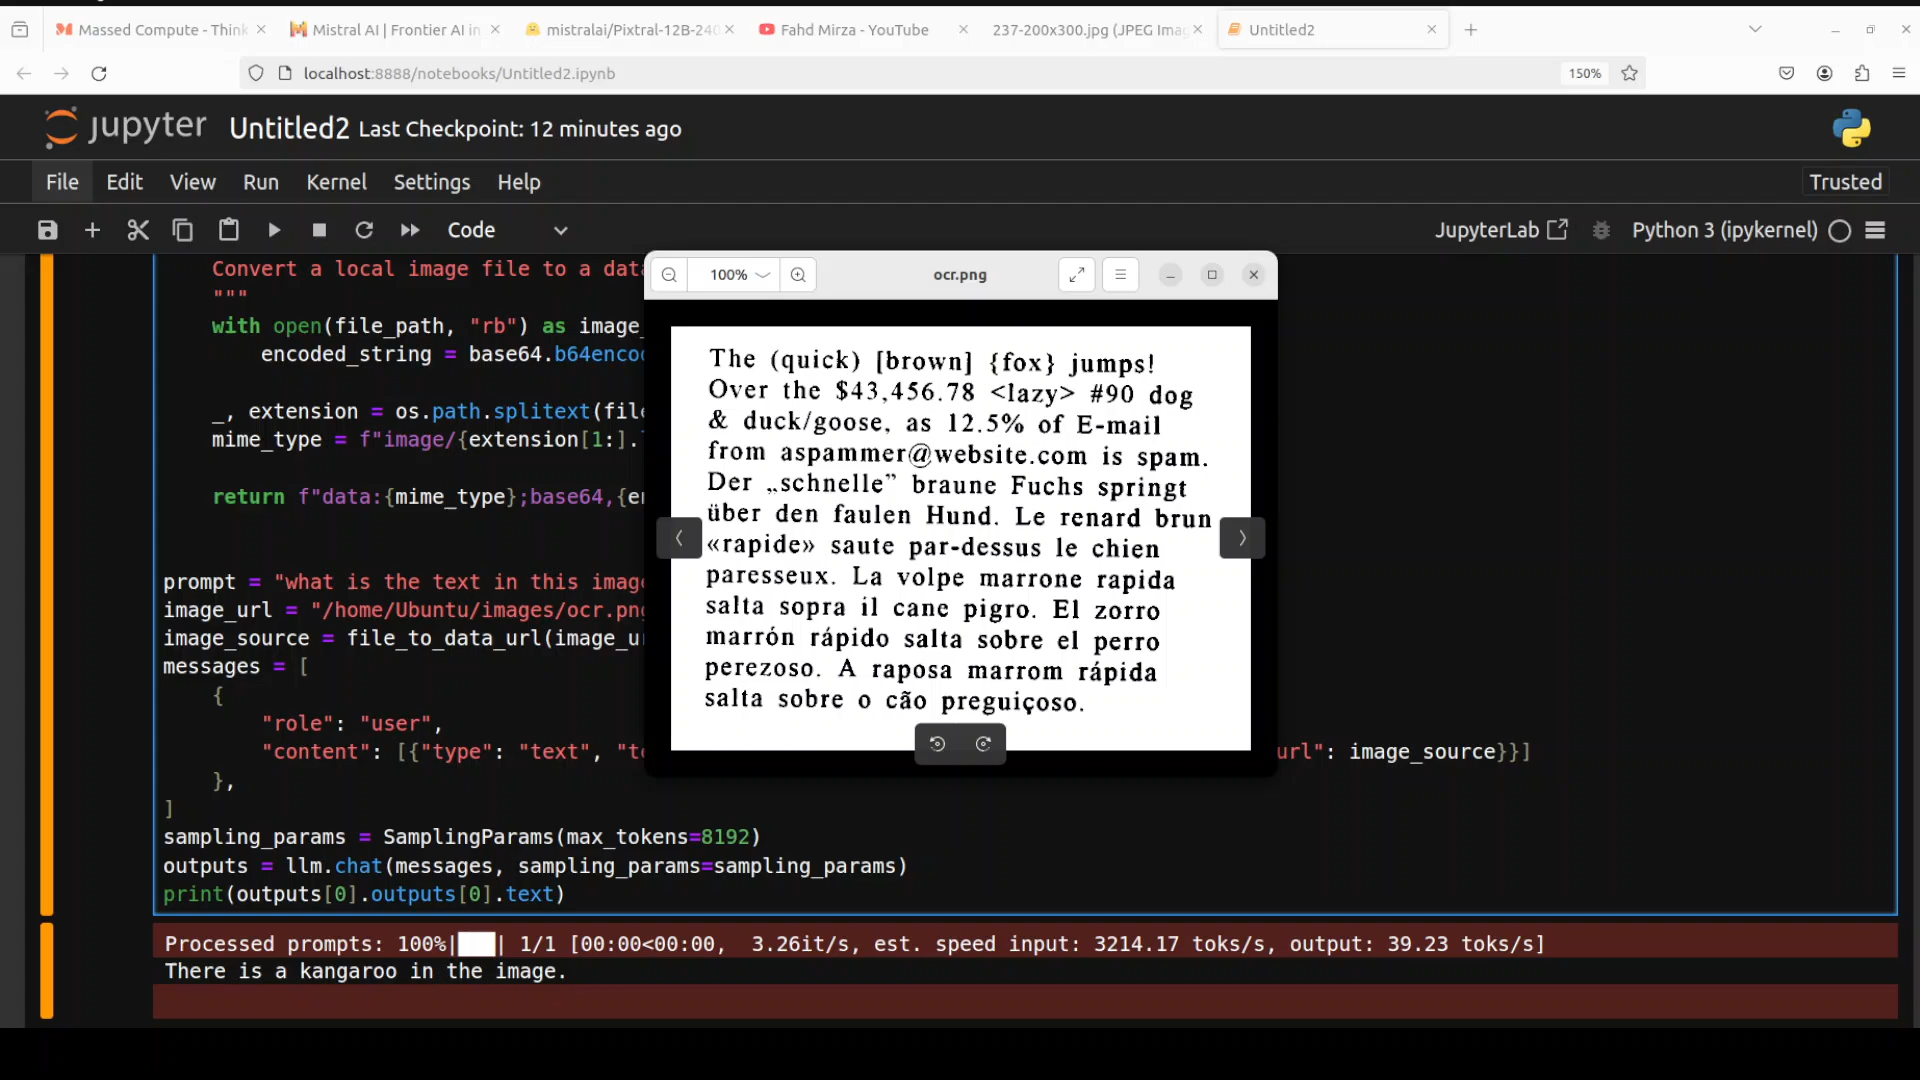 Massed Compute - Think
Mistral AI | Frontier AI in
mistralai/Pixtral-12B-240
Fahd Mirza - YouTube
237-200x300.jpg (JPEG Imag
Untitled2
localhost:8888/notebooks/Untitled2.ipynb
150%
jupyter Untitled2 Last Checkpoint: 12 minutes ago
File Edit View Run Kernel Settings Help
Trusted
Code
JupyterLab
Python 3 (ipykernel)
Convert a local image file to a data
"""
with open(file_path, "rb") as image_
encoded_string = base64.b64enco
_, extension = os.path.splitext(file
mime_type = f"image/{extension[1:].
return f"data:{mime_type};base64,{en
prompt = "what is the text in this imag
image_url = "/home/Ubuntu/images/ocr.png
image_source = file_to_data_url(image_u
messages = [
{
"role": "user",
"content": [{"type": "text", "te
url": image_source}}]
},
]
sampling_params = SamplingParams(max_tokens=8192)
outputs = llm.chat(messages, sampling_params=sampling_params)
print(outputs[0].outputs[0].text)
100%
ocr.png
The (quick) [brown] {fox} jumps!
Over the $43,456.78 <lazy> #90 dog
& duck/goose, as 12.5% of E-mail
from aspammer@website.com is spam.
Der „schnelle” braune Fuchs springt
über den faulen Hund. Le renard brun
«rapide» saute par-dessus le chien
paresseux. La volpe marrone rapida
salta sopra il cane pigro. El zorro
marrón rápido salta sobre el perro
perezoso. A raposa marrom rápida
salta sobre o cão preguiçoso.
Processed prompts: 100%|███| 1/1 [00:00<00:00, 3.26it/s, est. speed input: 3214.17 toks/s, output: 39.23 toks/s]
There is a kangaroo in the image.